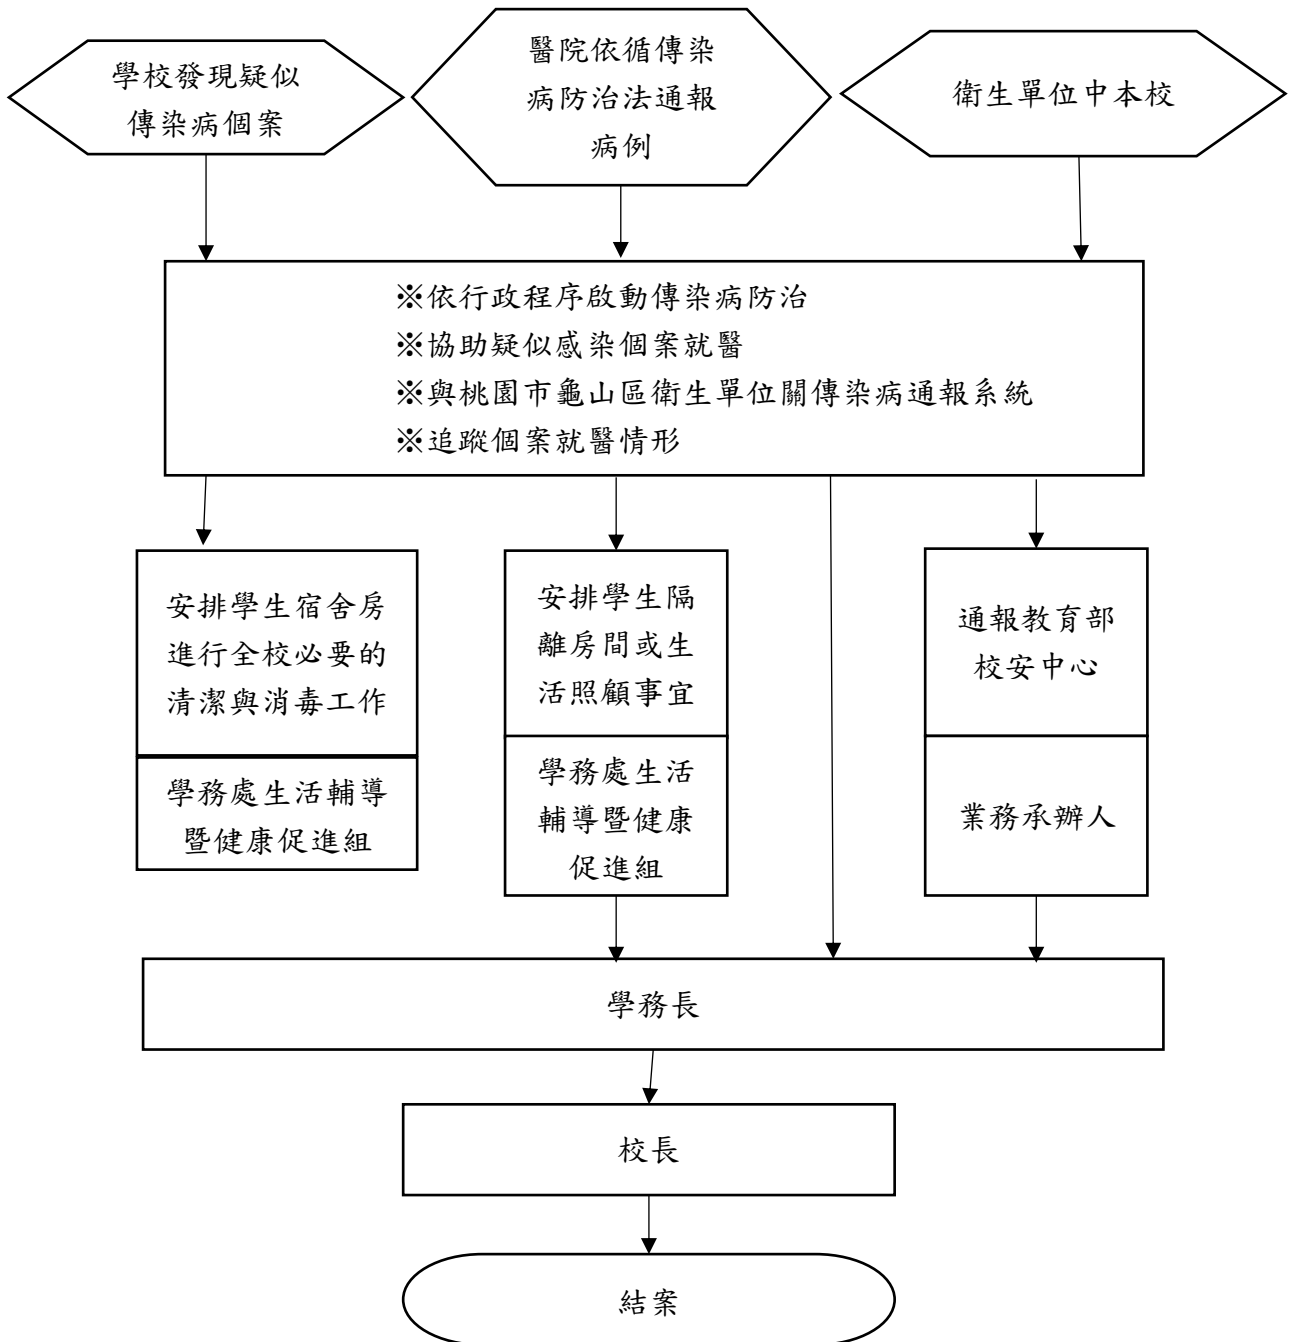 學校發現疑似
傳染病個案
醫院依循傳染
病防治法通報
病例
衛生單位中本校
※依行政程序啟動傳染病防治
※協助疑似感染個案就醫
※與桃園市龜山區衛生單位關傳染病通報系統
※追蹤個案就醫情形
安排學生宿舍房
進行全校必要的
清潔與消毒工作
學務處生活輔導
暨健康促進組
安排學生隔
離房間或生
活照顧事宜
學務處生活
輔導暨健康
促進組
通報教育部
校安中心
業務承辦人
學務長
校長
結案